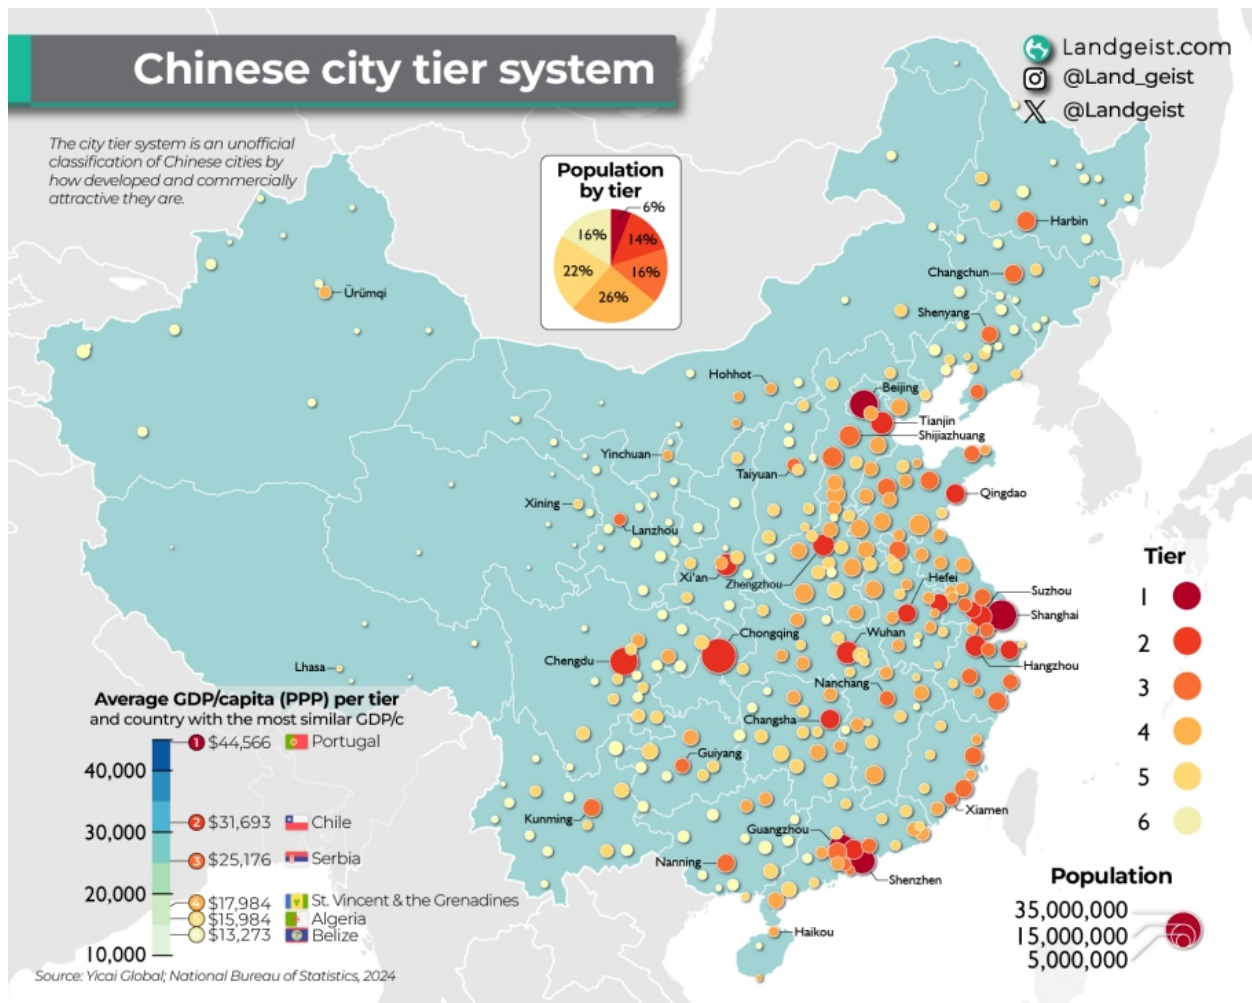 Chinese city tier system
Landgeist.com
@Land_geist
@Landgeist
The city tier system is an unofficial
classification of Chinese cities by
how developed and commercially
attractive they are.
Population
by tier
6%
14%
16%
26%
22%
16%
Harbin
Changchun
Shenyang
Ürümqi
Hohhot
Beijing
Tianjin
Shijiazhuang
Yinchuan
Taiyuan
Qingdao
Xining
Lanzhou
Xi'an
Zhengzhou
Hefei
Suzhou
Shanghai
Chongqing
Wuhan
Chengdu
Hangzhou
Lhasa
Nanchang
Changsha
Guiyang
Xiamen
Kunming
Guangzhou
Nanning
Shenzhen
Haikou
Tier
1
2
3
4
5
6
Population
35,000,000
15,000,000
5,000,000
Average GDP/capita (PPP) per tier
and country with the most similar GDP/c
40,000
30,000
20,000
10,000
1 $44,566 Portugal
2 $31,693 Chile
3 $25,176 Serbia
4 $17,984 St. Vincent & the Grenadines
$15,984 Algeria
$13,273 Belize
Source: Yicai Global; National Bureau of Statistics, 2024